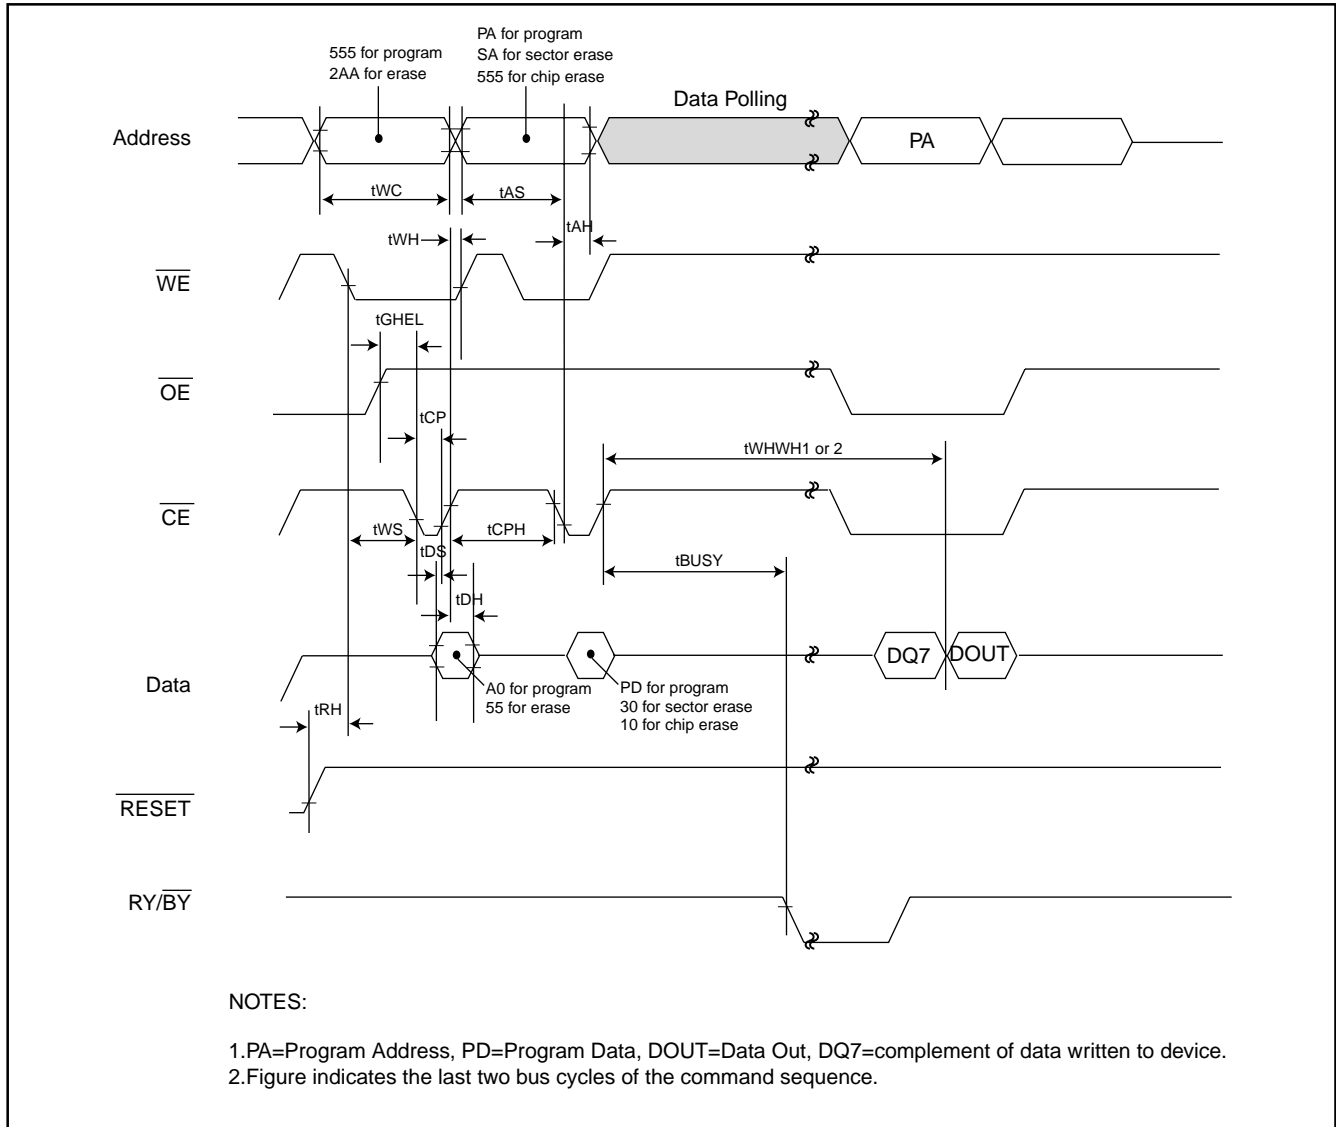 555 for program
2AA for erase
PA for program
SA for sector erase
555 for chip erase
Data Polling
Address
PA
tWC
tAS
tAH
tWH
WE
tGHEL
OE
tCP
tWHWH1 or 2
CE
tWS
tCPH
tDS
tBUSY
tDH
DQ7
DOUT
Data
A0 for program
55 for erase
PD for program
30 for sector erase
10 for chip erase
tRH
RESET
RY/BY
NOTES:
1.PA=Program Address, PD=Program Data, DOUT=Data Out, DQ7=complement of data written to device.
2.Figure indicates the last two bus cycles of the command sequence.